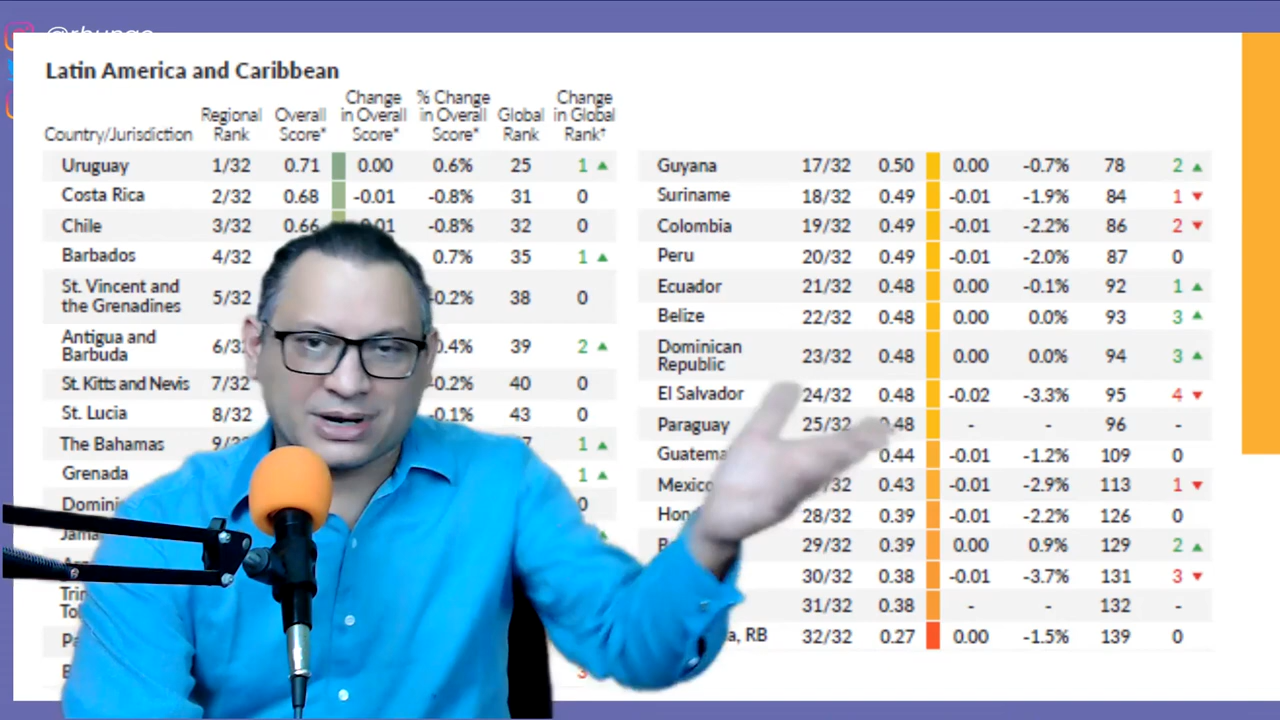 Latin America and Caribbean
Country/Jurisdiction Regional Rank Overall Score* Change in Overall Score* % Change in Overall Score* Global Rank Change in Global Rank†
Uruguay 1/32 0.71 0.00 0.6% 25 1 ▲
Costa Rica 2/32 0.68 -0.01 -0.8% 31 0
Chile 3/32 0.66 -0.8% 32 0
Barbados 4/32 0.7% 35 1 ▲
St. Vincent and the Grenadines 5/32 38 0
Antigua and Barbuda 39 2 ▲
St. Kitts and Nevis 7/32 40 0
St. Lucia 8/32 43 0
The Bahamas 1 ▲
Grenada 1 ▲
0
Guyana 17/32 0.50 0.00 -0.7% 78 2 ▲
Suriname 18/32 0.49 -0.01 -1.9% 84 1 ▼
Colombia 19/32 0.49 -0.01 -2.2% 86 2 ▼
Peru 20/32 0.49 -0.01 -2.0% 87 0
Ecuador 21/32 0.48 0.00 -0.1% 92 1 ▲
Belize 22/32 0.48 0.00 0.0% 93 3 ▲
Dominican Republic 23/32 0.48 0.00 0.0% 94 3 ▲
El Salvador 24/32 0.48 -0.02 -3.3% 95 4 ▼
Paraguay 25/32 0.48 - - 96 -
0.44 -0.01 -1.2% 109 0
Mexico 0.43 -0.01 -2.9% 113 1 ▼
28/32 0.39 -0.01 -2.2% 126 0
29/32 0.39 0.00 0.9% 129 2 ▲
30/32 0.38 -0.01 -3.7% 131 3 ▼
31/32 0.38 - - 132 -
RB 32/32 0.27 0.00 -1.5% 139 0